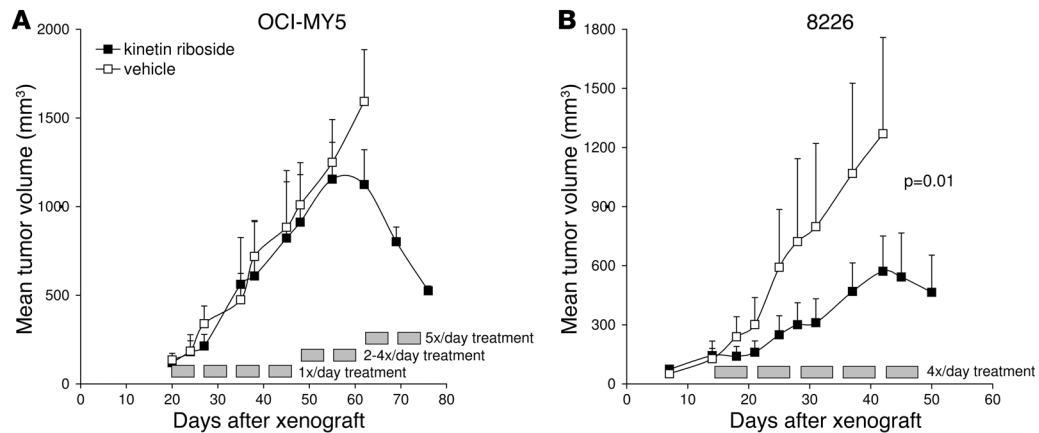 A
OCI-MY5
kinetin riboside
vehicle
Mean tumor volume (mm3)
2000
1500
1000
500
0
5x/day treatment
2-4x/day treatment
1x/day treatment
0 10 20 30 40 50 60 70 80
Days after xenograft
B
8226
Mean tumor volume (mm3)
1800
1500
1200
900
600
300
0
p=0.01
4x/day treatment
0 10 20 30 40 50 60
Days after xenograft